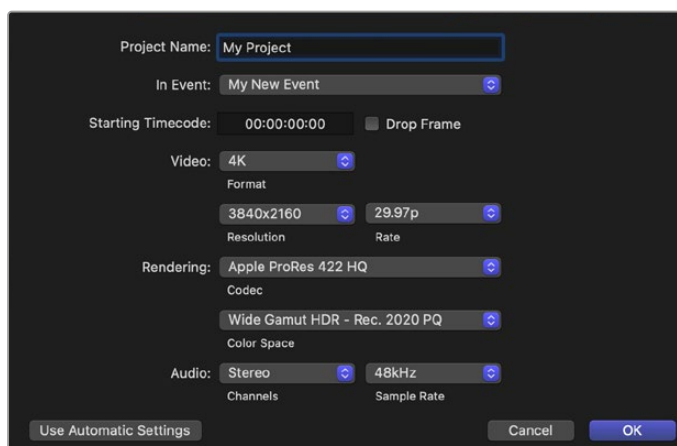 Project Name: My Project
In Event: My New Event
Starting Timecode: 00:00:00:00 Drop Frame
Video: 4K
Format
3840x2160 29.97p
Resolution Rate
Rendering: Apple ProRes 422 HQ
Codec
Wide Gamut HDR - Rec. 2020 PQ
Color Space
Audio: Stereo 48kHz
Channels Sample Rate
Use Automatic Settings Cancel OK